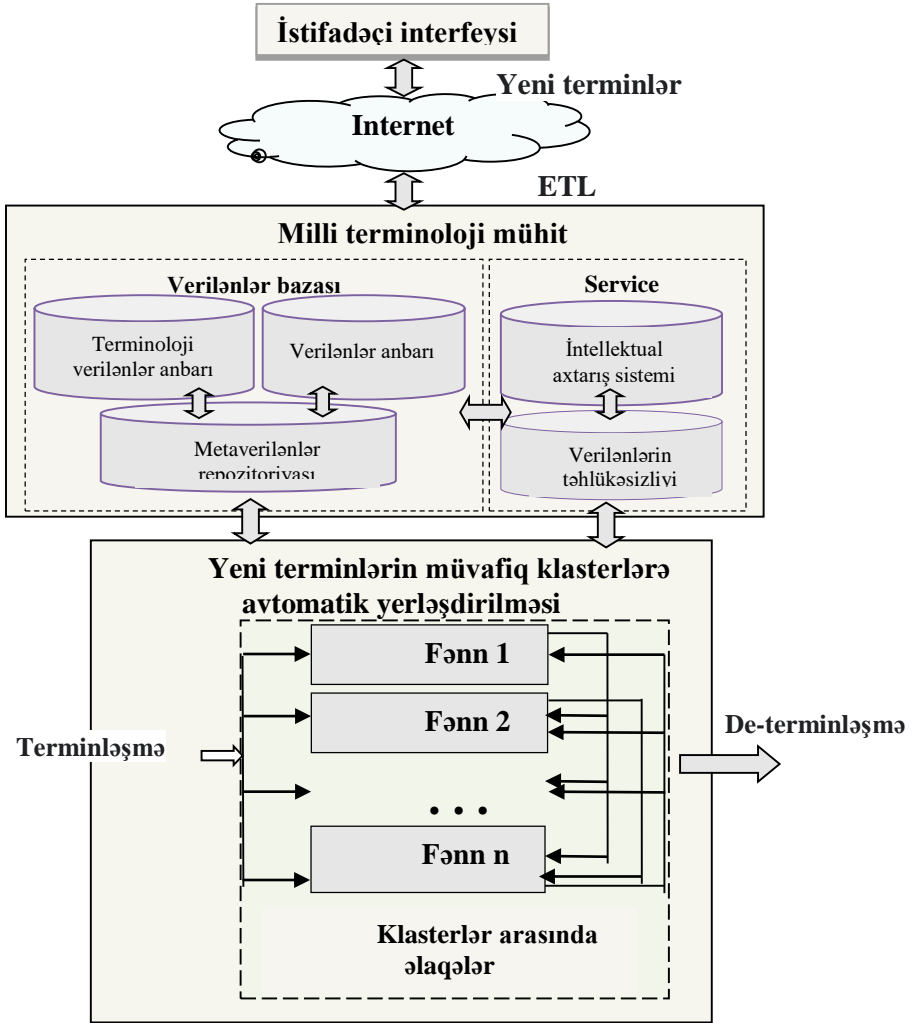 İstifadəçi interfeysi
Yeni terminlər
Internet
ETL
Milli terminoloji mühit
Verilənlər bazası
Terminoloji
verilənlər anbarı
Verilənlər anbarı
Metaverilənlər
repozitoriyası
Service
İntellektual
axtarış sistemi
Verilənlərin
təhlükəsizliyi
Yeni terminlərin müvafiq klasterlərə
avtomatik yerləşdirilməsi
Fənn 1
Fənn 2
. . .
Fənn n
Terminləşmə
De-terminləşmə
Klasterlər arasında
əlaqələr